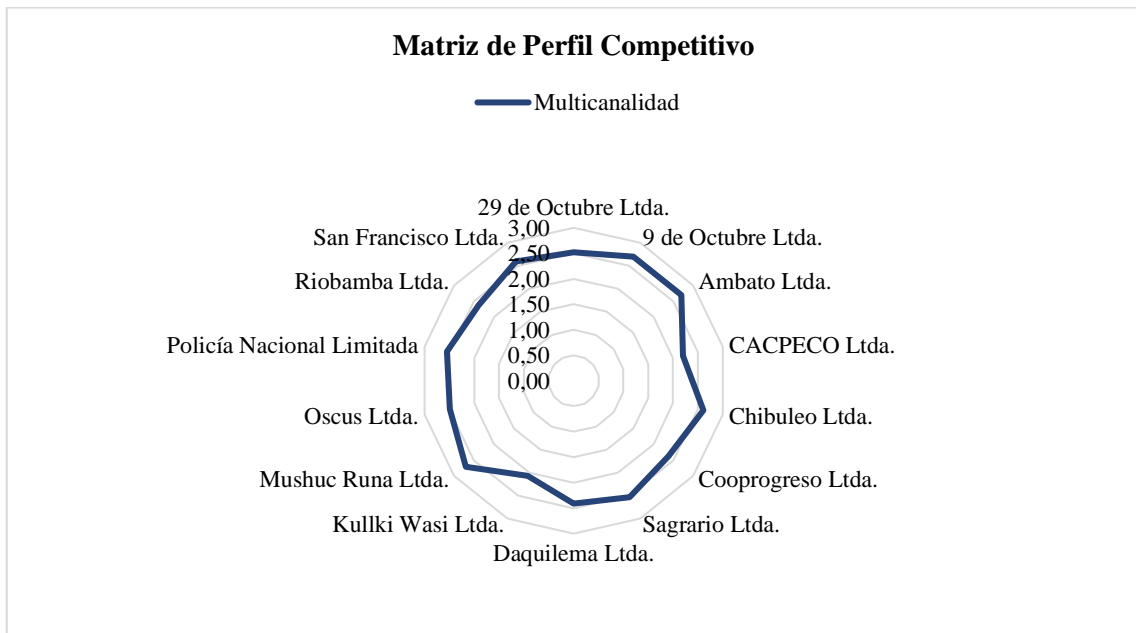 Matriz de Perfil Competitivo
Multicanalidad
29 de Octubre Ltda.
9 de Octubre Ltda.
Ambato Ltda.
CACPECO Ltda.
Chibuleo Ltda.
Cooprogreso Ltda.
Sagrario Ltda.
Daquilema Ltda.
Kullki Wasi Ltda.
Mushuc Runa Ltda.
Oscus Ltda.
Policía Nacional Limitada
Riobamba Ltda.
San Francisco Ltda.
3,00
2,50
2,00
1,50
1,00
0,50
0,00